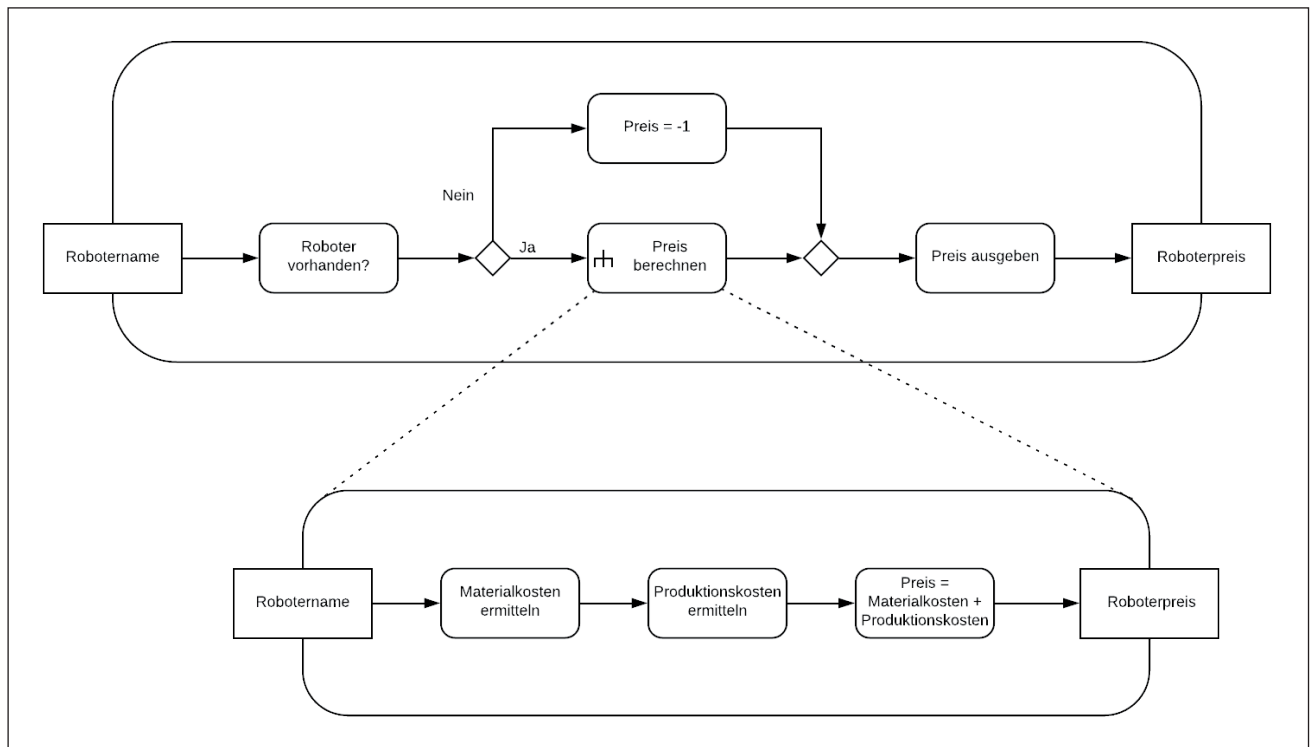 Preis = -1
Nein
Robotername
Roboter
vorhanden?
Ja
Preis
berechnen
Preis ausgeben
Roboterpreis
Robotername
Materialkosten
ermitteln
Produktionskosten
ermitteln
Preis =
Materialkosten +
Produktionskosten
Roboterpreis